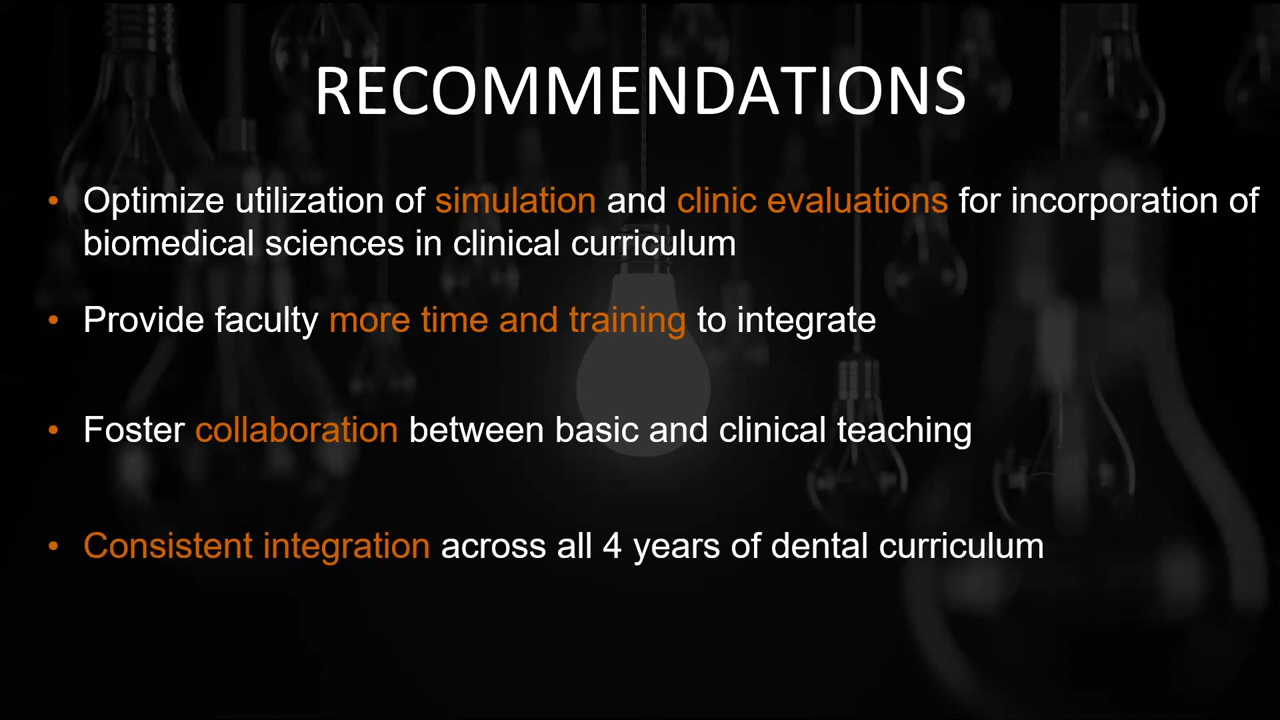 RECOMMENDATIONS
• Optimize utilization of simulation and clinic evaluations for incorporation of
biomedical sciences in clinical curriculum
• Provide faculty more time and training to integrate
• Foster collaboration between basic and clinical teaching
• Consistent integration across all 4 years of dental curriculum